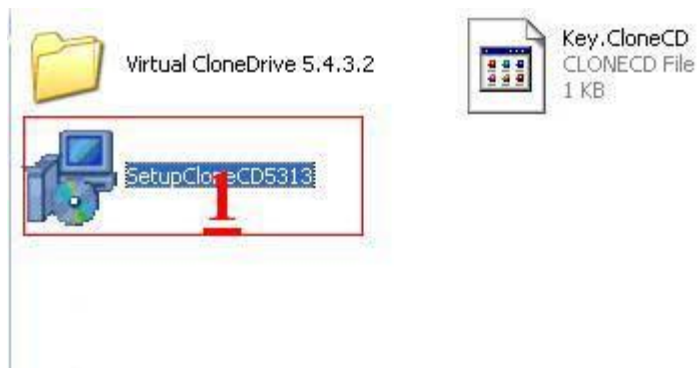 Virtual CloneDrive 5.4.3.2
Key.CloneCD
CLONECD File
1 KB
SetupCloneCD5313
1